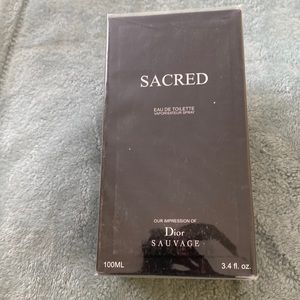 SACRED
EAU DE TOILETTE
VAPORISATEUR SPRAY
OUR IMPRESSION OF
Dior
SAUVAGE
100ML 3.4 fl. oz.